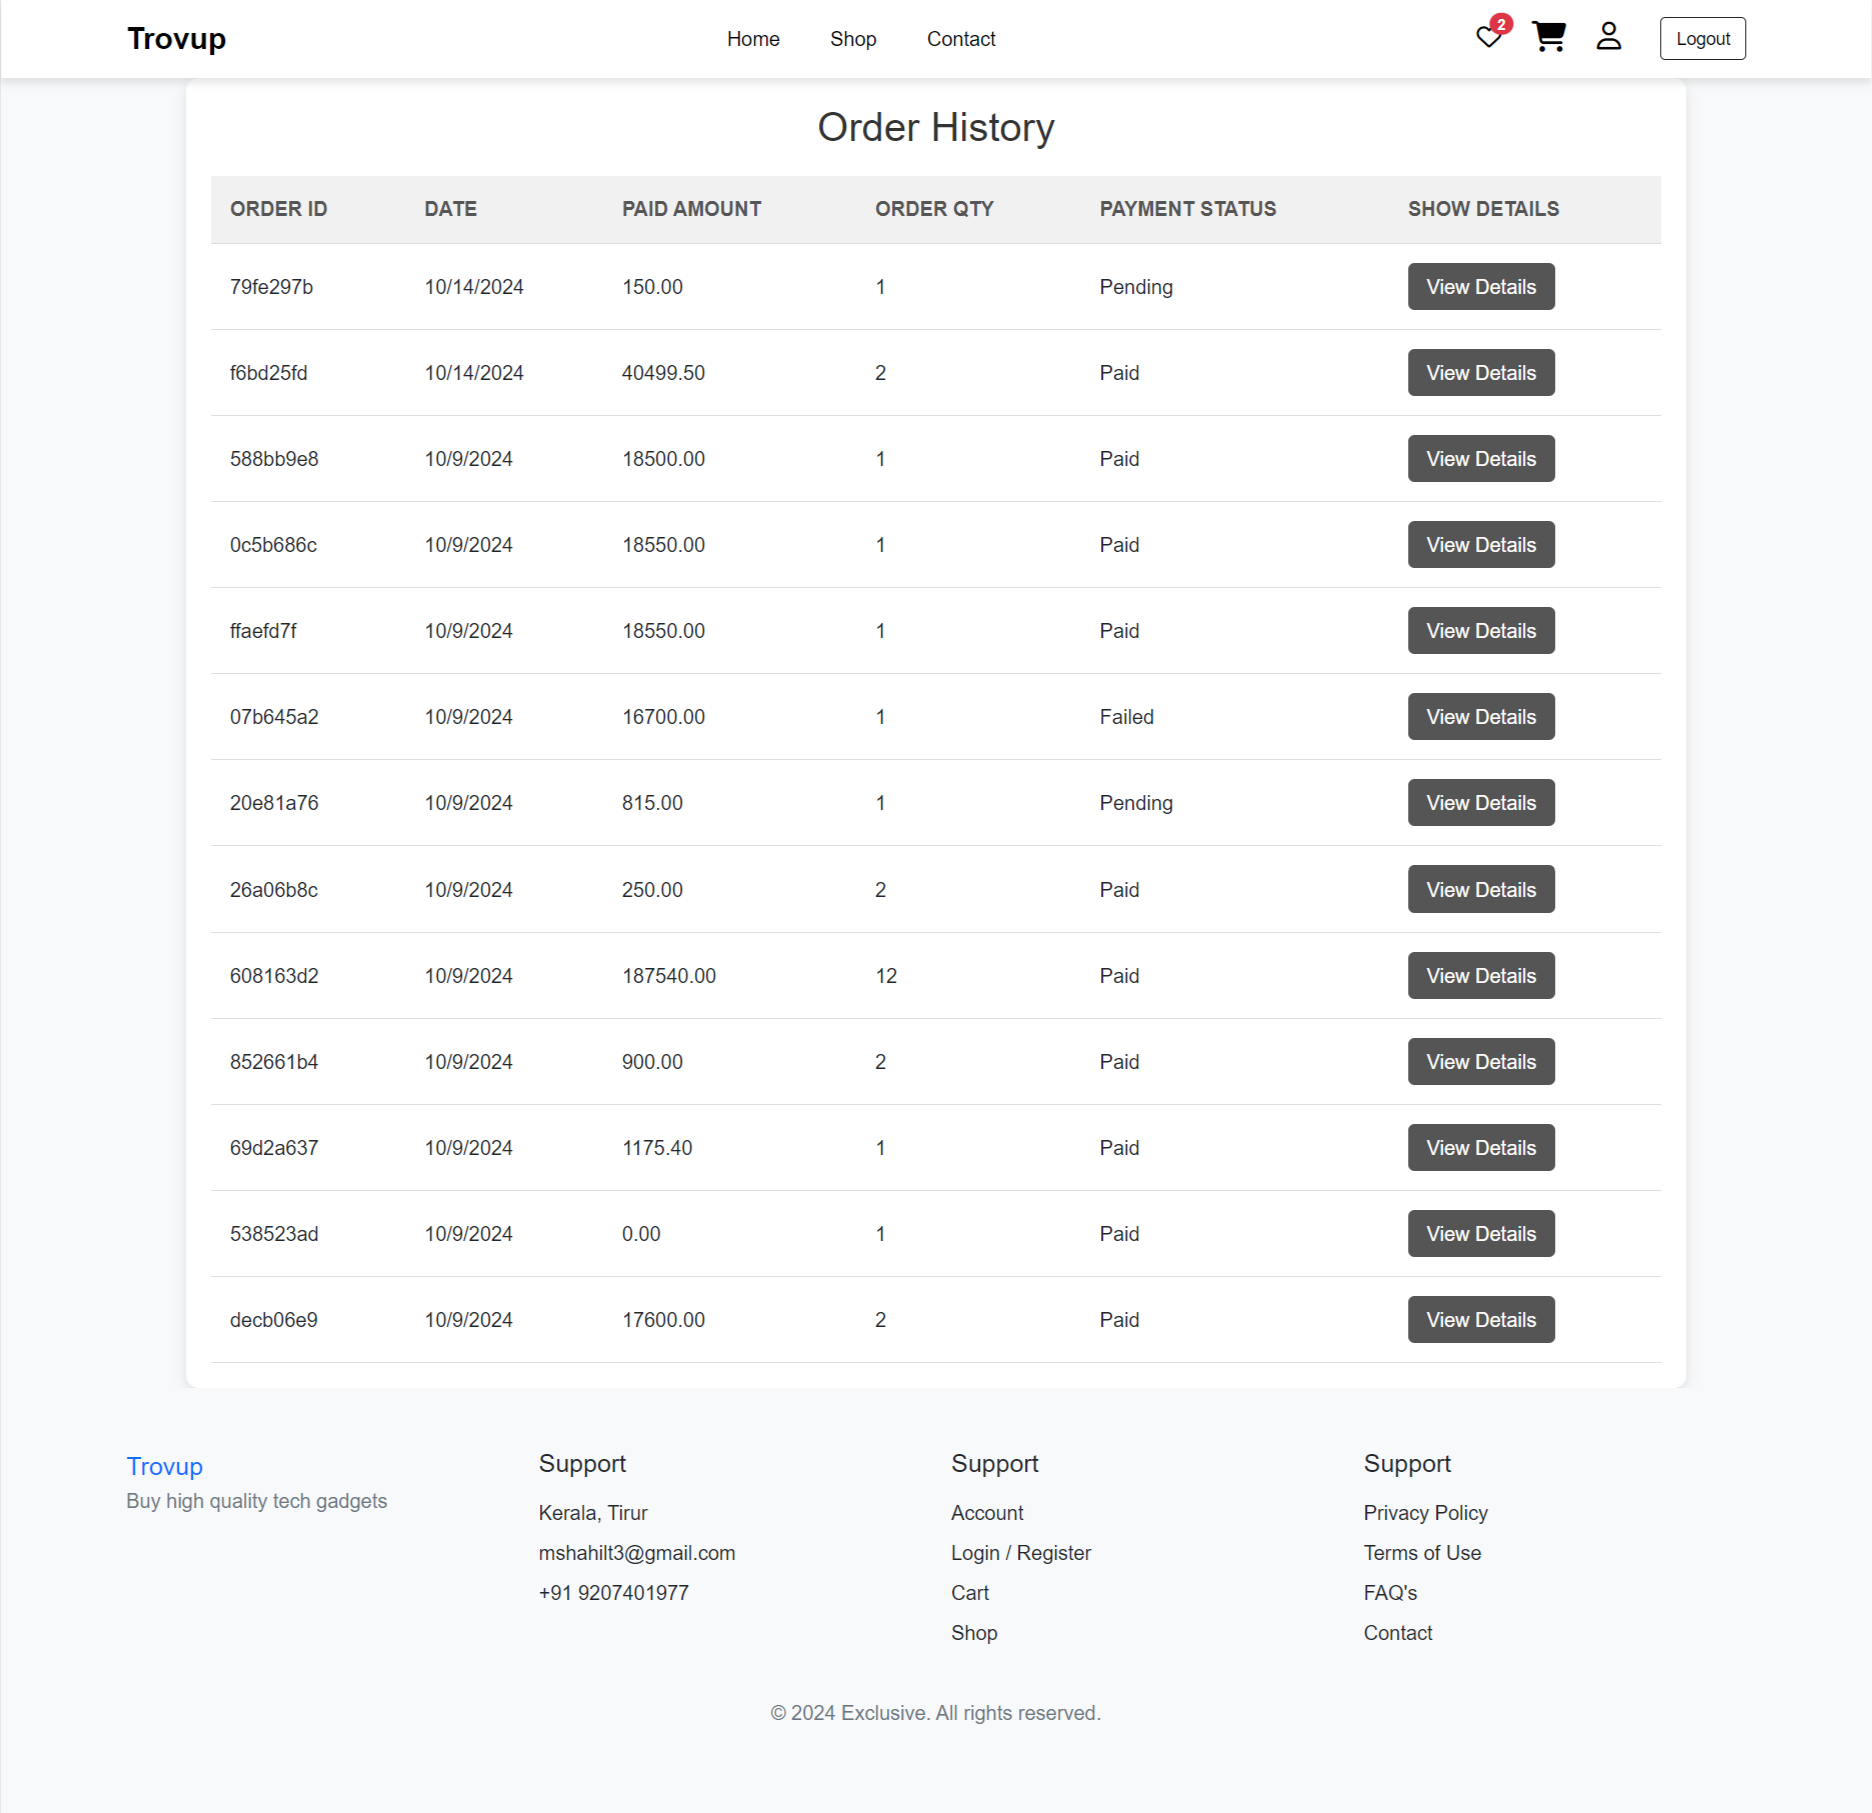 Trovup
Home Shop Contact
2
Logout
Order History
ORDER ID DATE PAID AMOUNT ORDER QTY PAYMENT STATUS SHOW DETAILS
79fe297b 10/14/2024 150.00 1 Pending View Details
f6bd25fd 10/14/2024 40499.50 2 Paid View Details
588bb9e8 10/9/2024 18500.00 1 Paid View Details
0c5b686c 10/9/2024 18550.00 1 Paid View Details
ffaefd7f 10/9/2024 18550.00 1 Paid View Details
07b645a2 10/9/2024 16700.00 1 Failed View Details
20e81a76 10/9/2024 815.00 1 Pending View Details
26a06b8c 10/9/2024 250.00 2 Paid View Details
608163d2 10/9/2024 187540.00 12 Paid View Details
852661b4 10/9/2024 900.00 2 Paid View Details
69d2a637 10/9/2024 1175.40 1 Paid View Details
538523ad 10/9/2024 0.00 1 Paid View Details
decb06e9 10/9/2024 17600.00 2 Paid View Details
Trovup
Buy high quality tech gadgets
Support
Kerala, Tirur
mshahilt3@gmail.com
+91 9207401977
Support
Account
Login / Register
Cart
Shop
Support
Privacy Policy
Terms of Use
FAQ's
Contact
© 2024 Exclusive. All rights reserved.